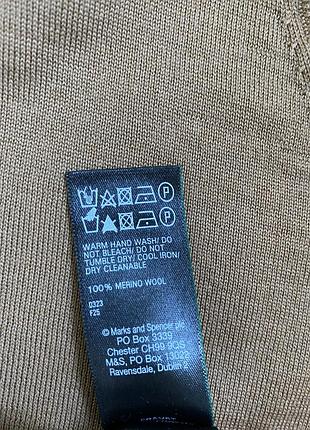 WARM HAND WASH/ DO
NOT BLEACH/ DO NOT
TUMBLE DRY/ COOL IRON/
DRY CLEANABLE
100% MERINO WOOL
0323
F25
© Marks and Spencer plc
PO Box 3339
Chester CH99 9QS
M&S, PO Box 13022
Ravensdale, Dublin 2